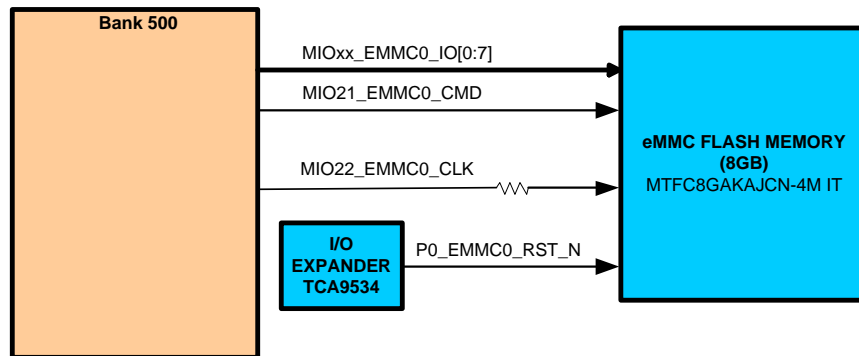 Bank 500
MIOxx_EMMC0_IO[0:7]
MIO21_EMMC0_CMD
MIO22_EMMC0_CLK
I/O
EXPANDER
TCA9534
P0_EMMC0_RST_N
eMMC FLASH MEMORY
(8GB)
MTFC8GAKAJCN-4M IT